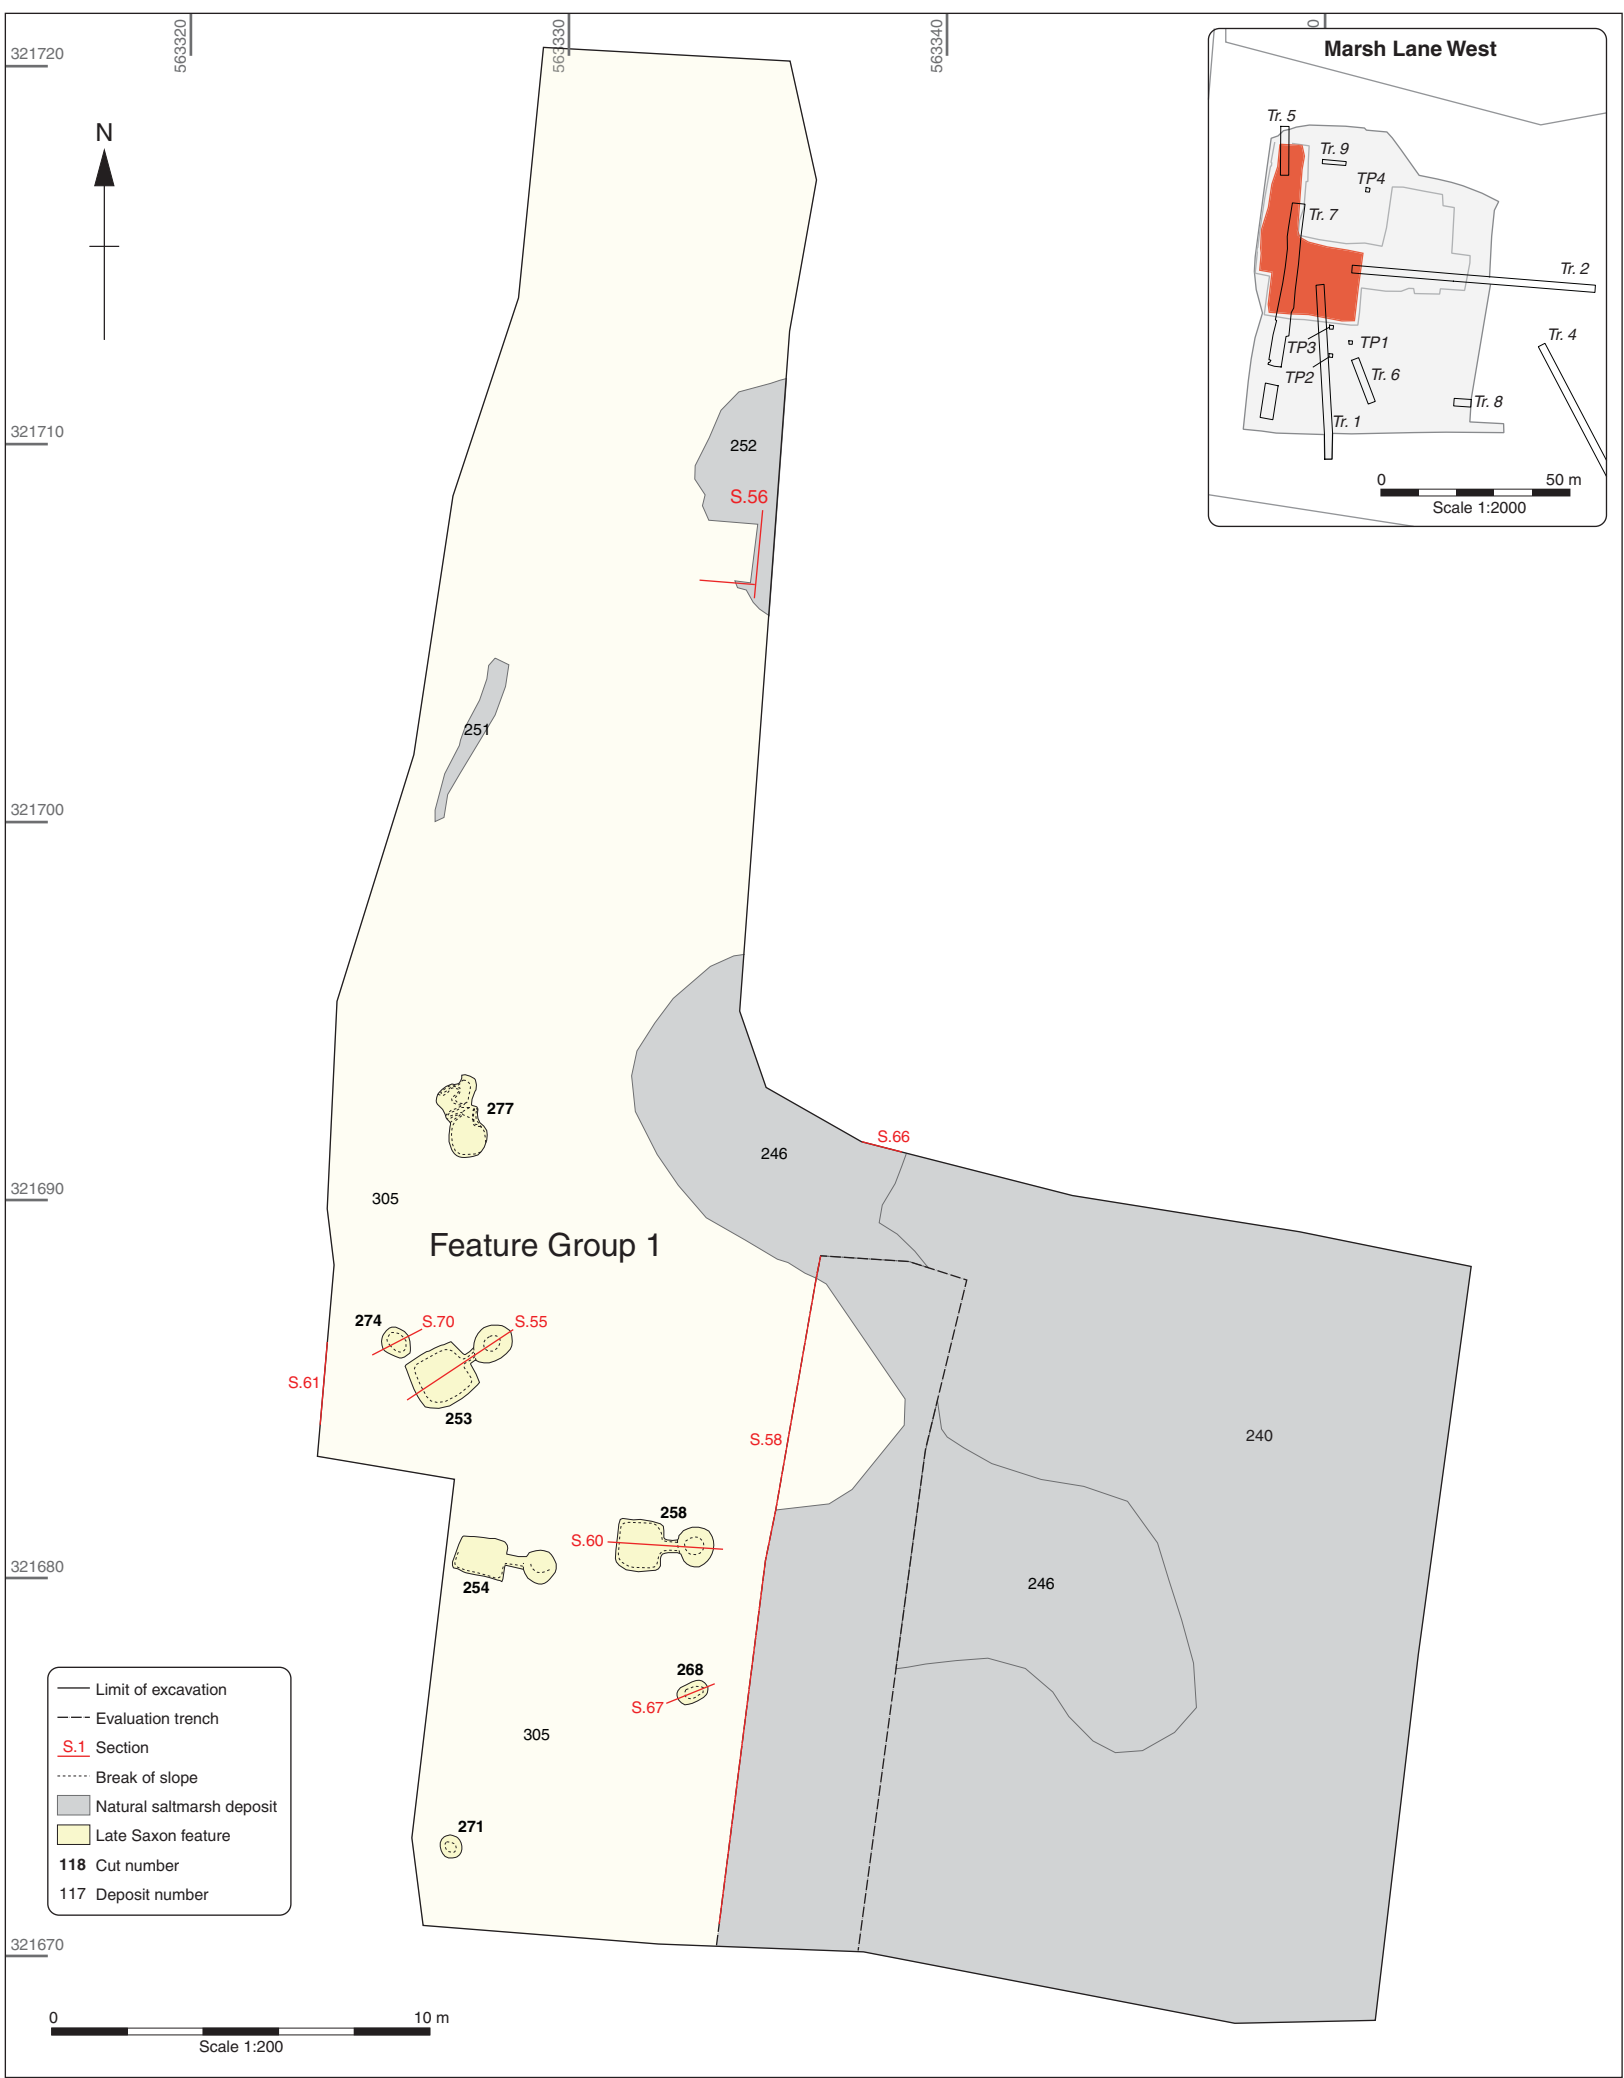 563320
563330
563340
0
321720
321710
321700
321690
321680
321670
N
Marsh Lane West
Tr. 5
Tr. 9
TP4
Tr. 7
Tr. 2
Tr. 4
TP3
TP1
TP2
Tr. 6
Tr. 8
Tr. 1
0 50 m
Scale 1:2000
252
S.56
251
246
S.66
277
305
Feature Group 1
274
S.70
S.55
S.61
253
S.58
240
258
S.60
254
246
268
S.67
305
271
Limit of excavation
Evaluation trench
S.1 Section
Break of slope
Natural saltmarsh deposit
Late Saxon feature
118 Cut number
117 Deposit number
0 10 m
Scale 1:200